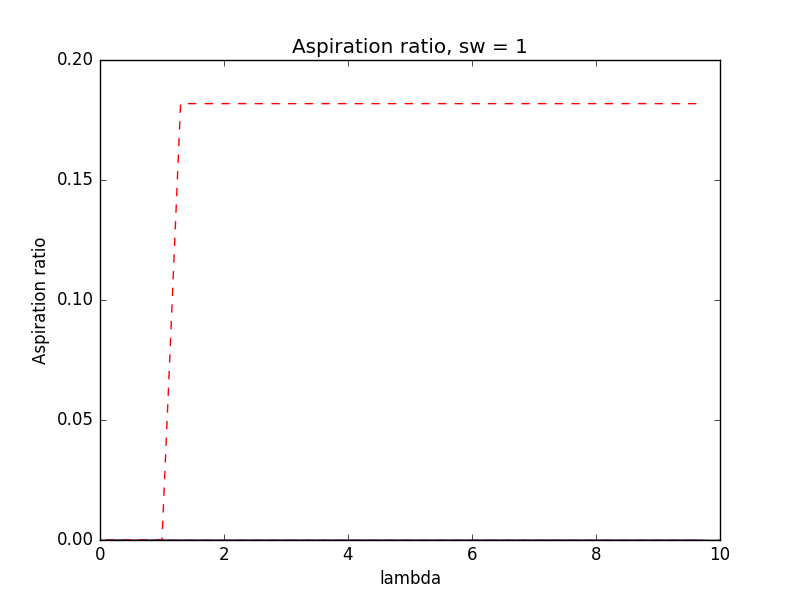 Aspiration ratio, sw = 1
0.20
0.15
0.10
0.05
0.00
Aspiration ratio
0 2 4 6 8 10
lambda